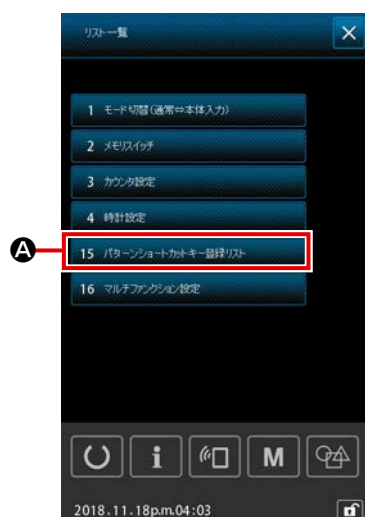 リスト一覧
1 モード切替(通常⇔本体入力)
2 メモリスイッチ
3 カウンタ設定
4 時計設定
A
15 パターンショートカットキー登録リスト
16 マルチファンクション設定
i
M
2018.11.18p.m.04:03